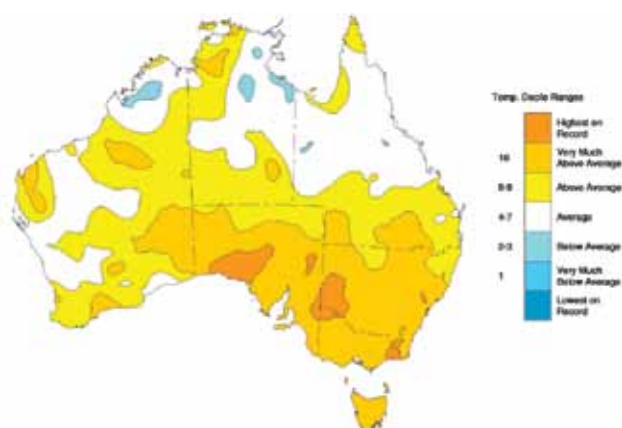 Temp. Decile Ranges
Highest on
Record
10
Very Much
Above Average
8-9
Above Average
4-7
Average
2-3
Below Average
1
Very Much
Below Average
Lowest on
Record